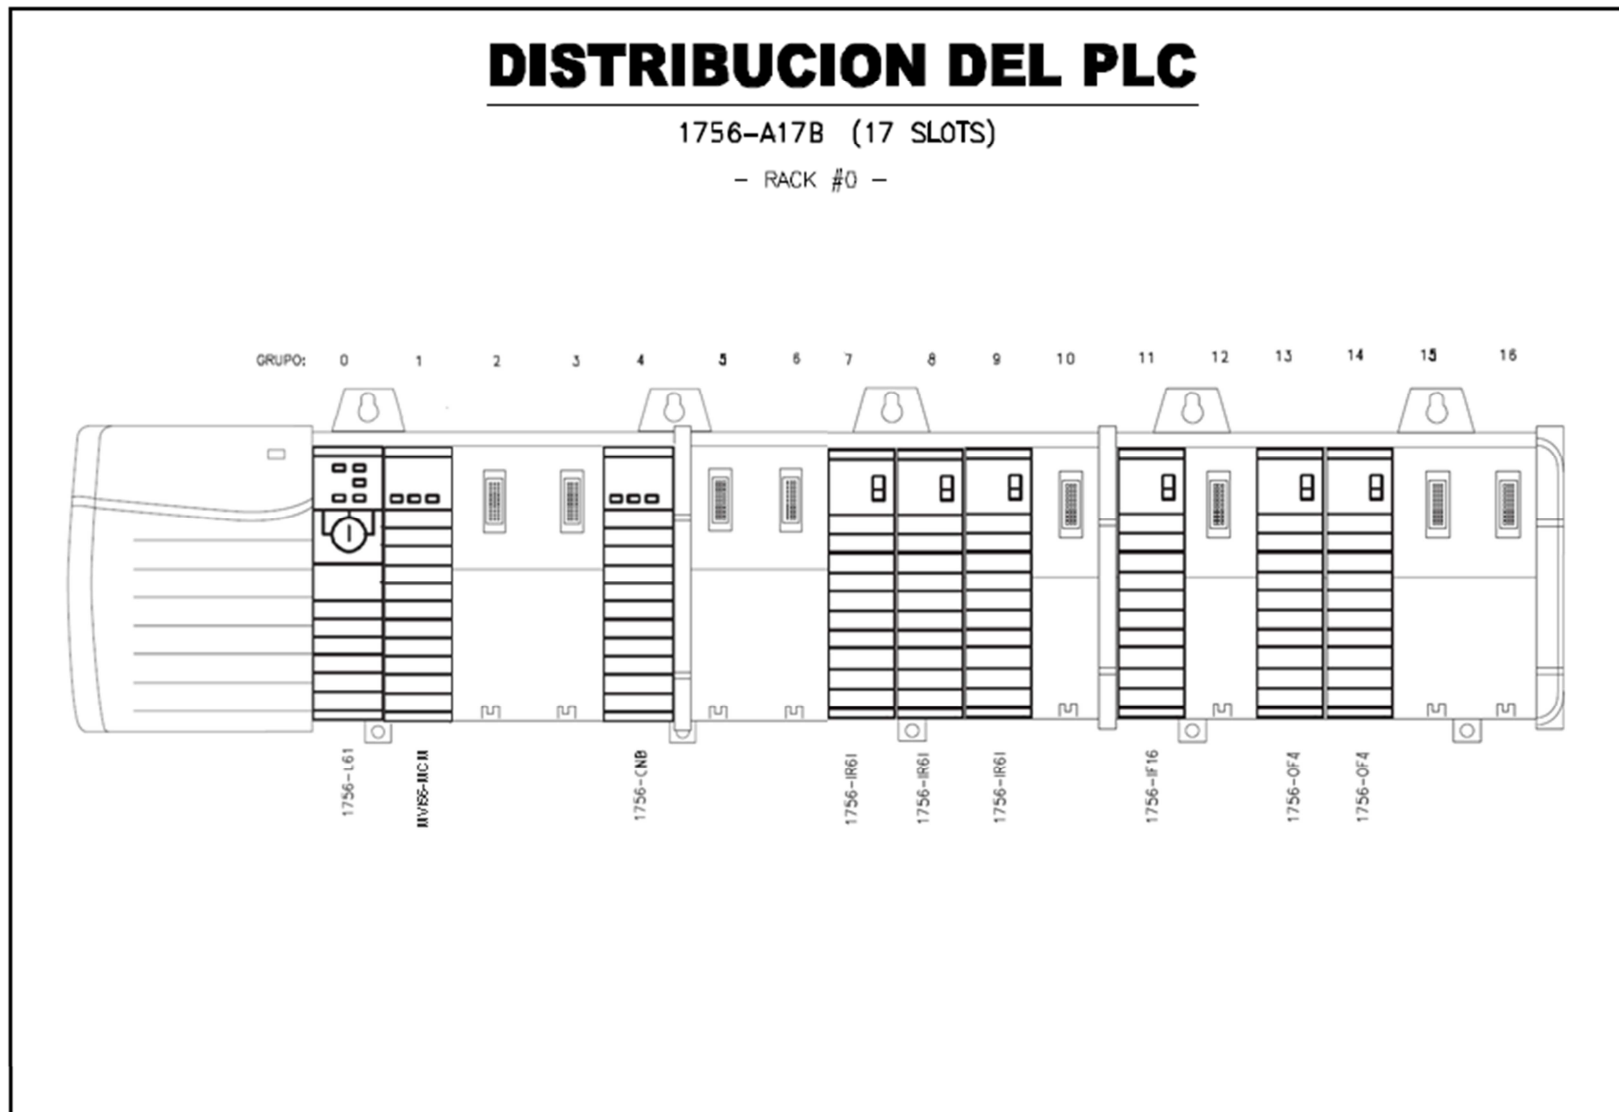 DISTRIBUCION DEL PLC
1756-A17B (17 SLOTS)
- RACK #0 -
GRUPO: 0 1 2 3 4 5 6 7 8 9 10 11 12 13 14 15 16
1756-L61
MVI56-MCM
1756-CNB
1756-IR6I
1756-IR6I
1756-IR6I
1756-IF16
1756-OF4
1756-OF4